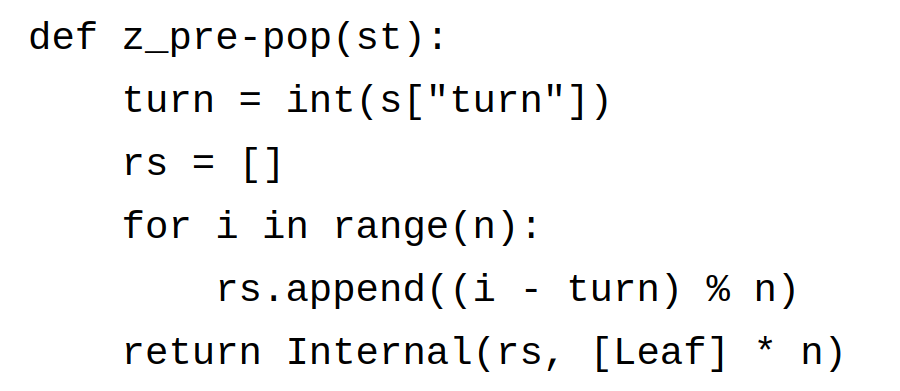 def z_pre-pop(st):
    turn = int(s["turn"])
    rs = []
    for i in range(n):
        rs.append((i - turn) % n)
    return Internal(rs, [Leaf] * n)